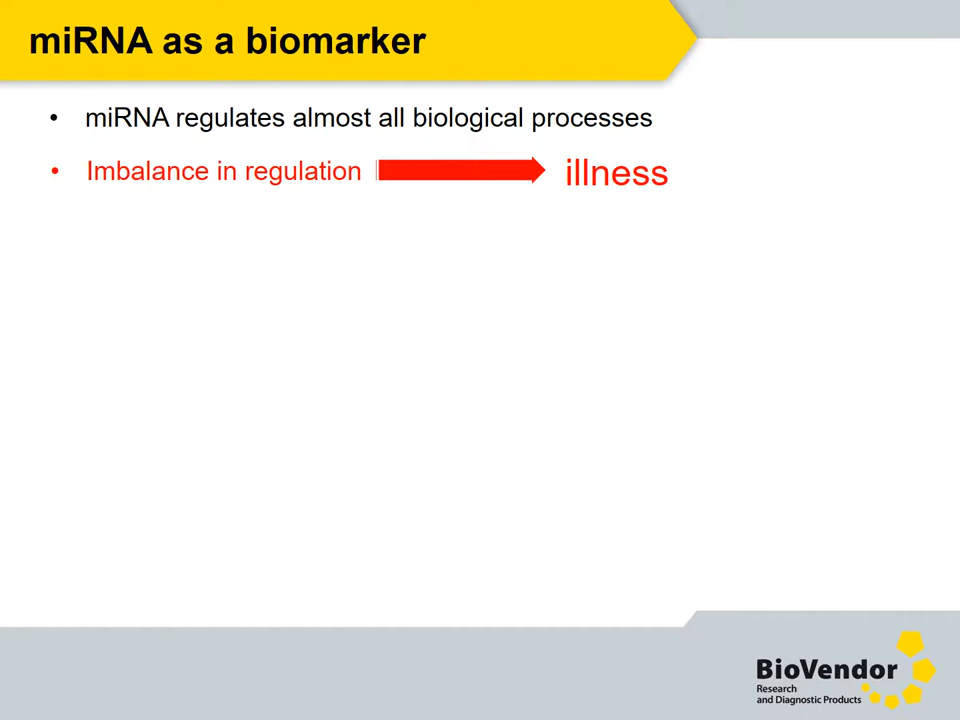 miRNA as a biomarker
• miRNA regulates almost all biological processes
• Imbalance in regulation illness
BioVendor
Research
and Diagnostic Products